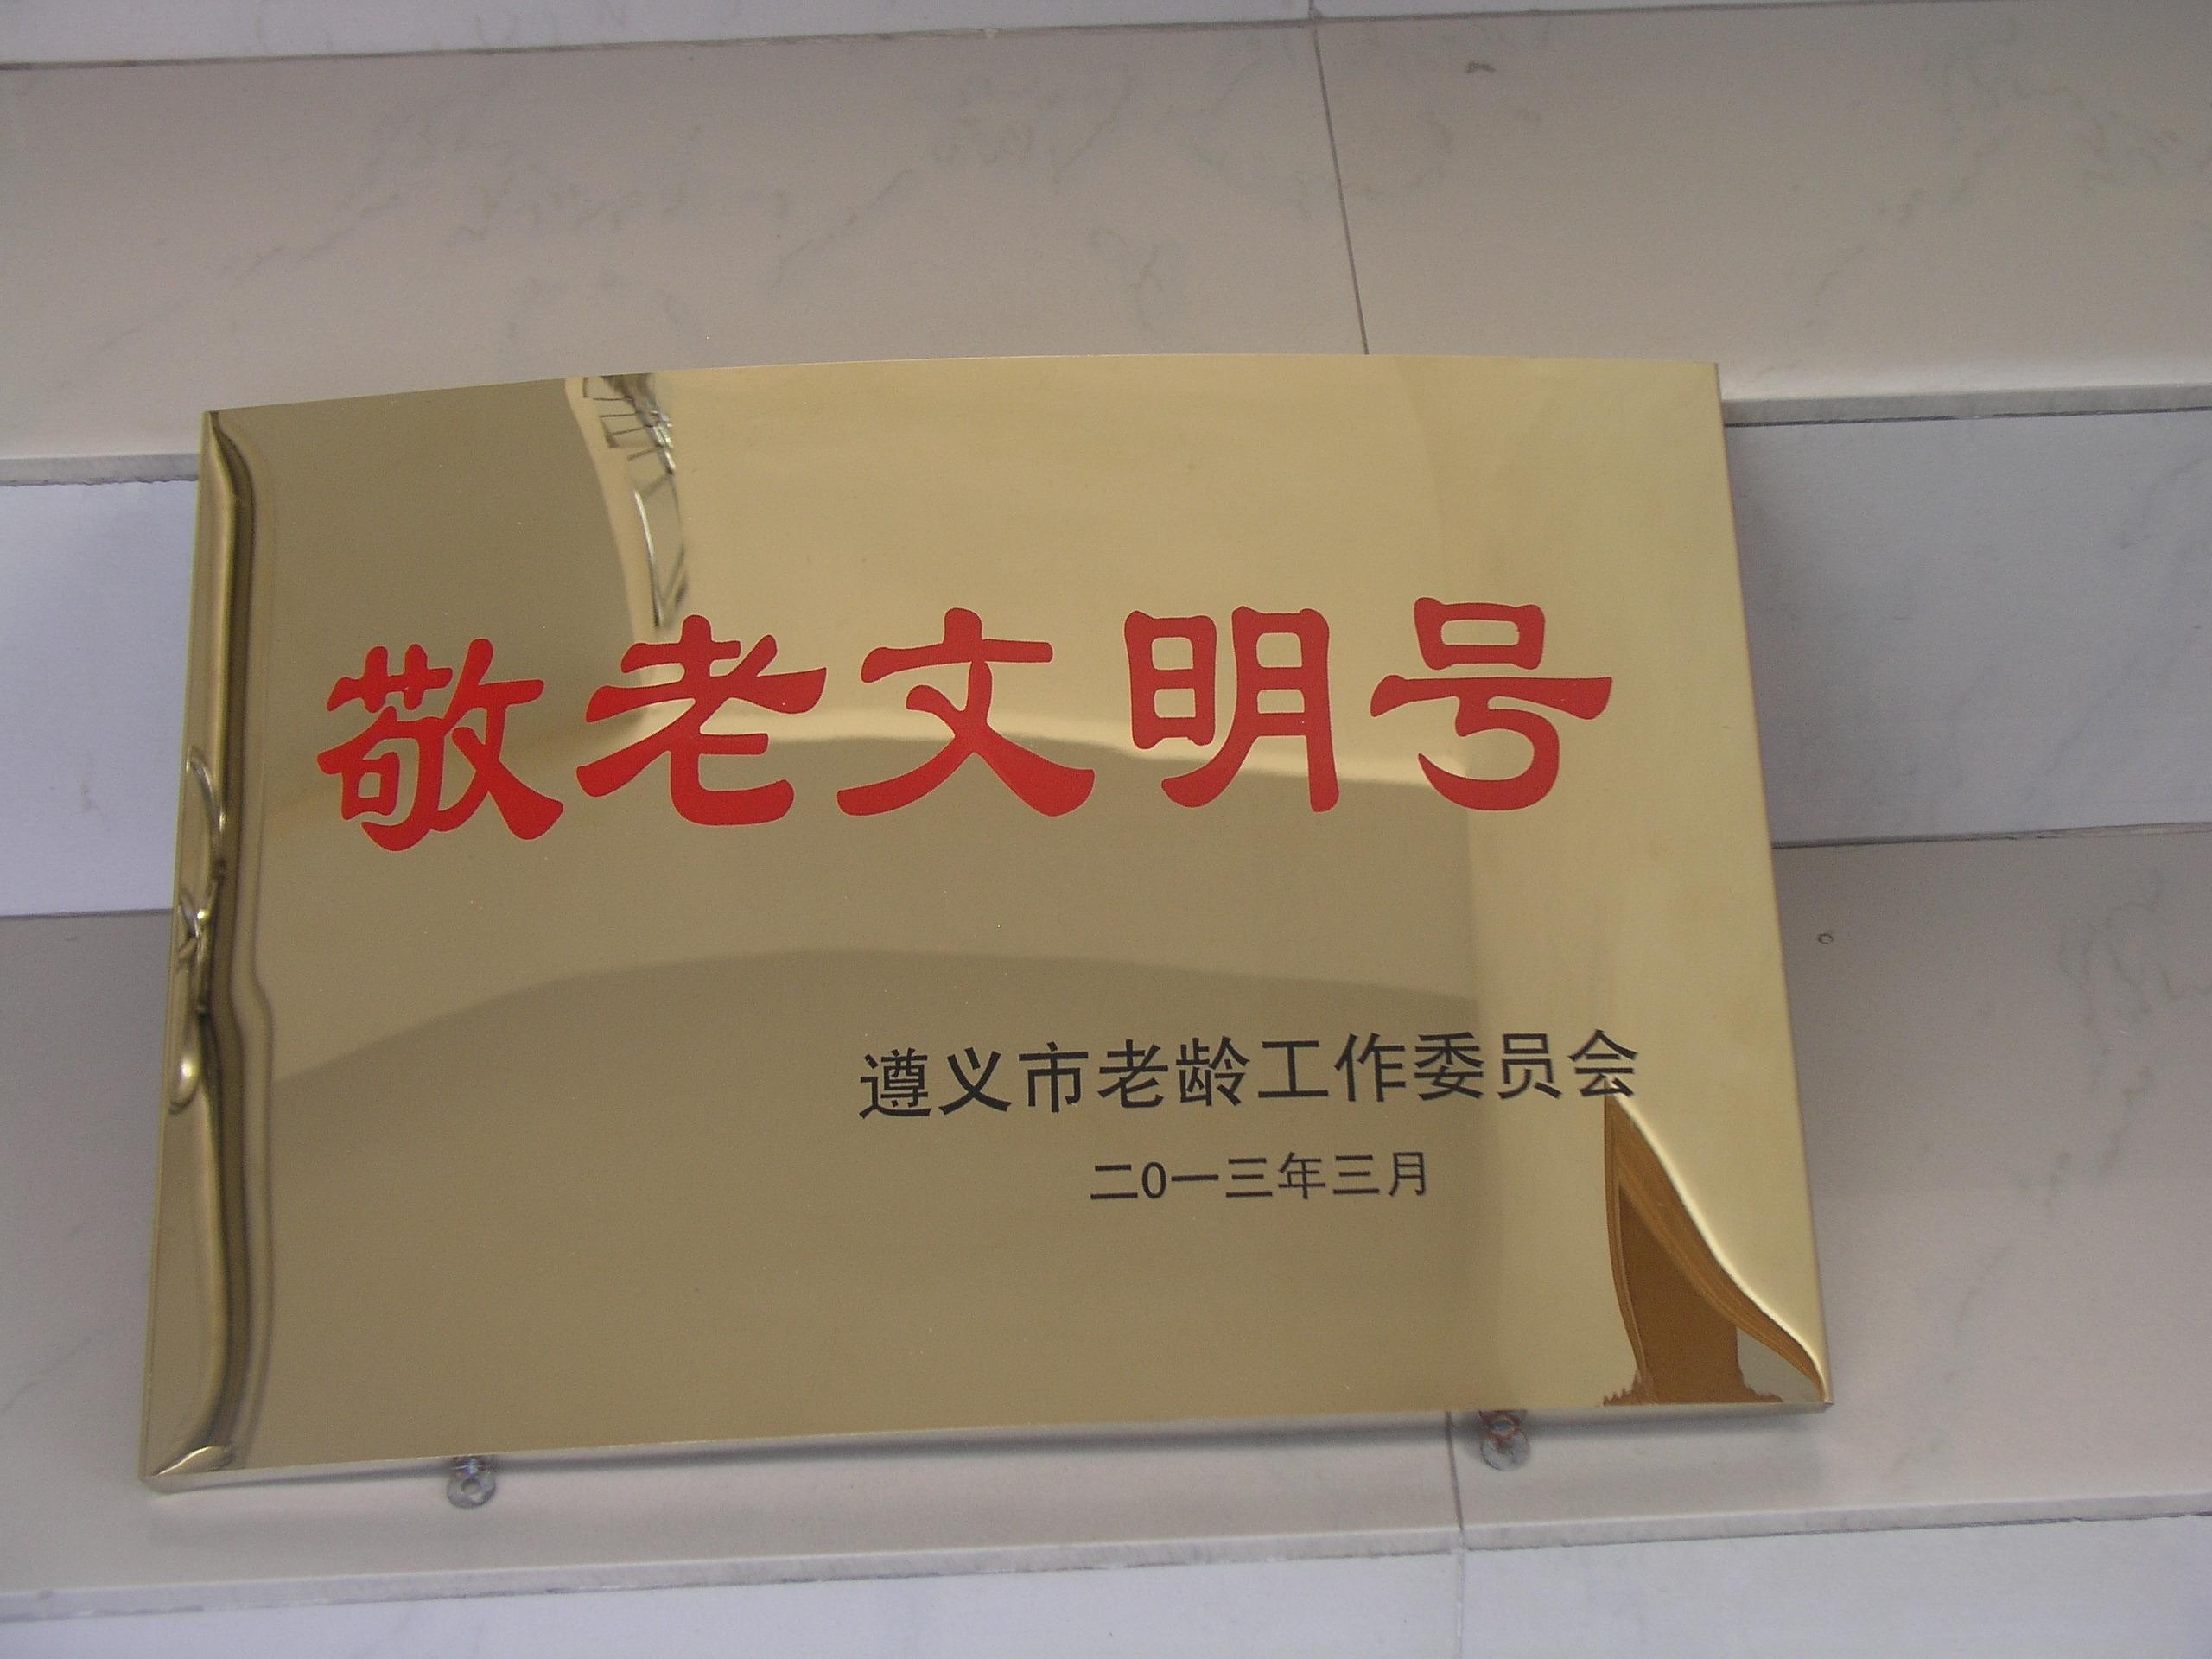 敬老文明号
遵义市老龄工作委员会
二0一三年三月